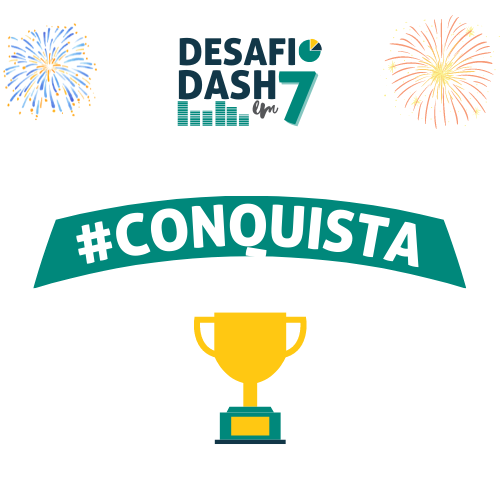 DESAFIO
DASH
em 7
#CONQUISTA